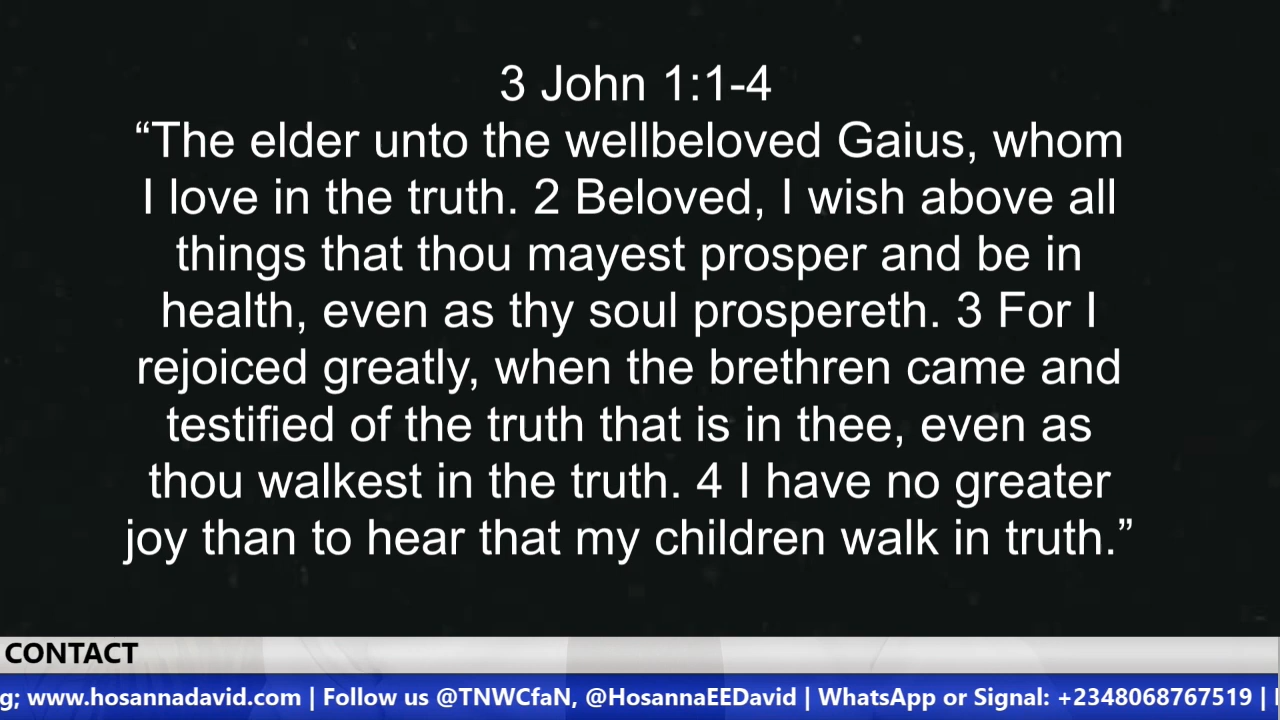 3 John 1:1-4
“The elder unto the wellbeloved Gaius, whom
I love in the truth. 2 Beloved, I wish above all
things that thou mayest prosper and be in
health, even as thy soul prospereth. 3 For I
rejoiced greatly, when the brethren came and
testified of the truth that is in thee, even as
thou walkest in the truth. 4 I have no greater
joy than to hear that my children walk in truth.”
CONTACT
g; www.hosannadavid.com | Follow us @TNWCfaN, @HosannaEEDavid | WhatsApp or Signal: +2348068767519 |